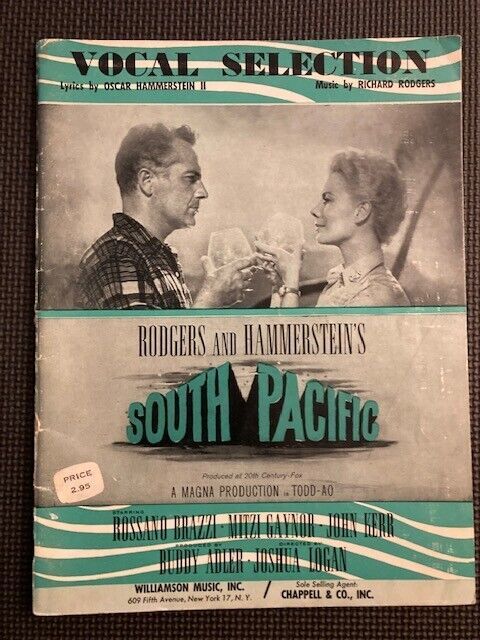 VOCAL SELECTION
Lyrics by OSCAR HAMMERSTEIN II Music by RICHARD RODGERS
RODGERS AND HAMMERSTEIN'S
SOUTH PACIFIC
Produced at 20th Century-Fox
A MAGNA PRODUCTION IN TODD-AO
PRICE
2.95
STARRING
ROSSANO BRAZZI · MITZI GAYNOR · JOHN KERR
PRODUCED BY DIRECTED BY
BUDDY ADLER · JOSHUA LOGAN
WILLIAMSON MUSIC, INC. / Sole Selling Agent:
609 Fifth Avenue, New York 17, N. Y. CHAPPELL & CO., INC.